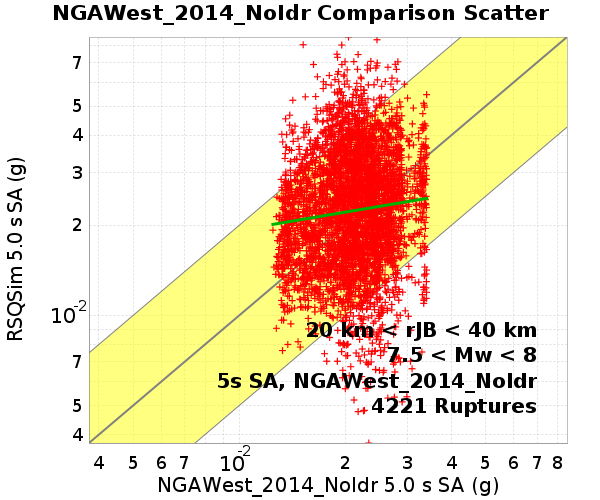 NGAWest_2014_NoIdr Comparison Scatter
RSQSim 5.0 s SA (g)
7
5
4
3
2
10-2
7
5
4
20 km < rJB < 40 km
7.5 < Mw < 8
5s SA, NGAWest_2014_NoIdr
4221 Ruptures
4 5 6 7 10-2 2 3 4 5 6 7 8
NGAWest_2014_NoIdr 5.0 s SA (g)